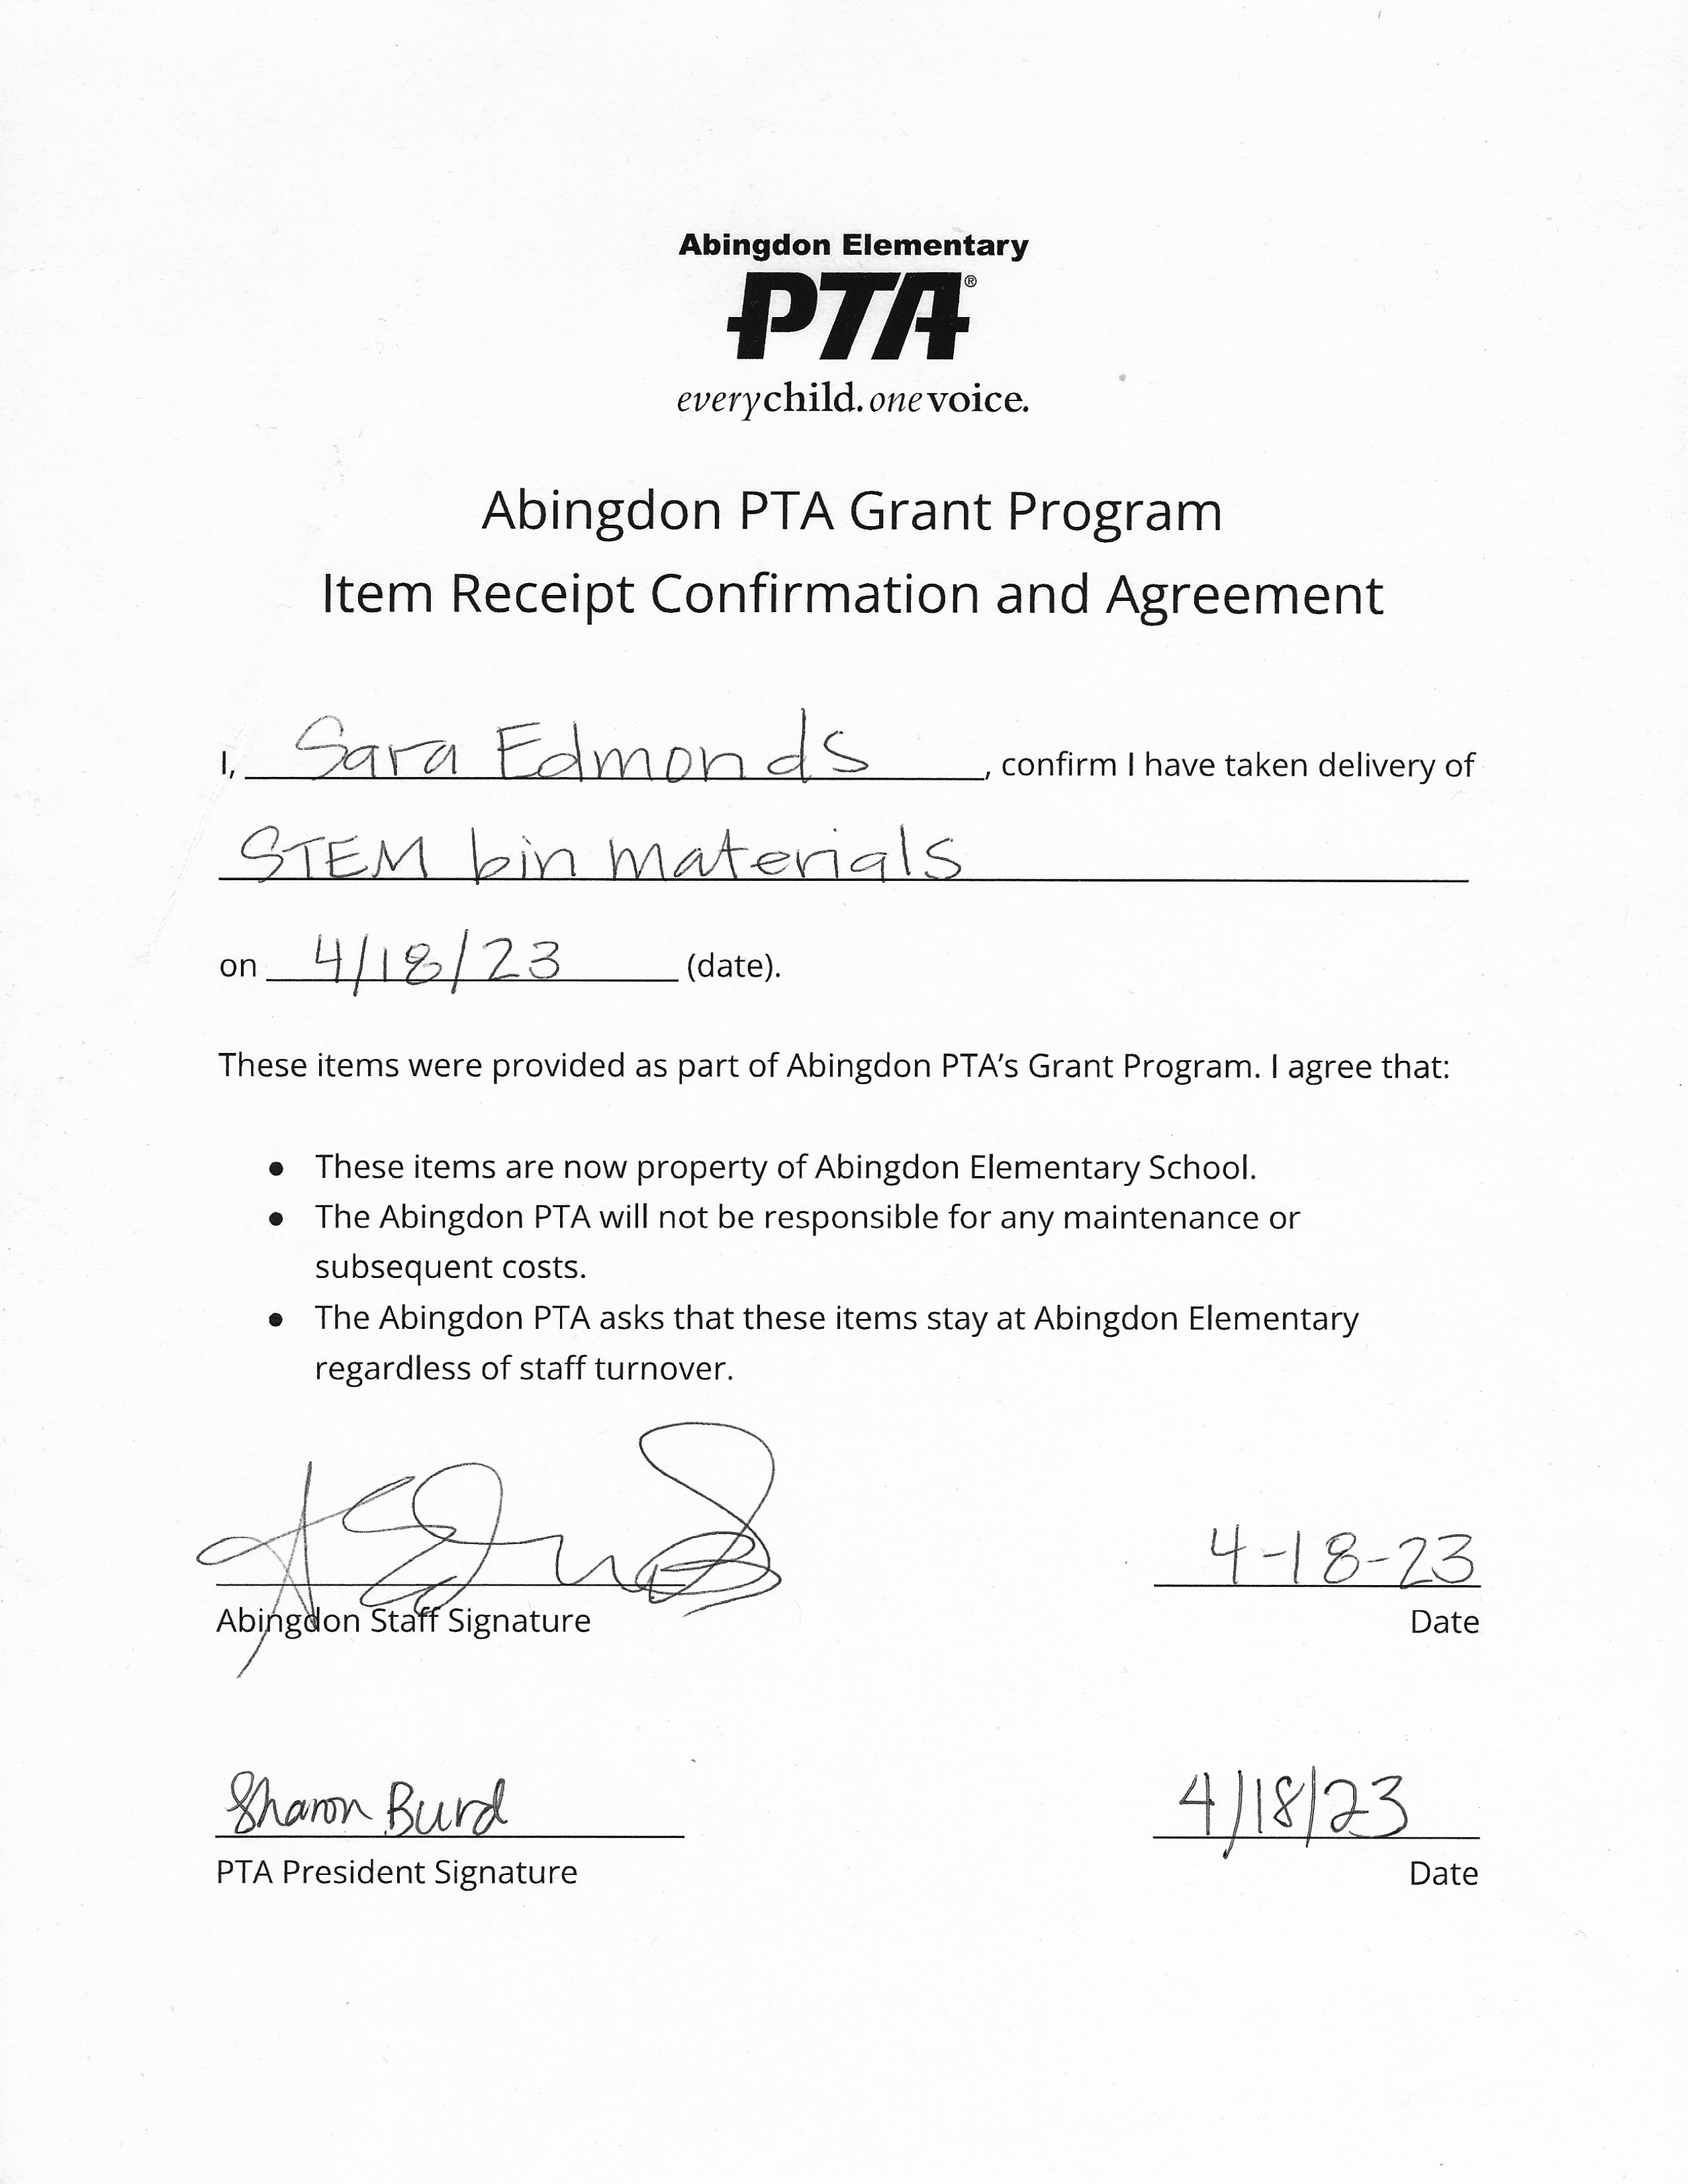 Abingdon Elementary
PTA®
everychild.onevoice.
Abingdon PTA Grant Program
Item Receipt Confirmation and Agreement
I, Sara Edmonds, confirm I have taken delivery of
STEM bin materials
on 4/18/23 (date).
These items were provided as part of Abingdon PTA’s Grant Program. I agree that:
● These items are now property of Abingdon Elementary School.
● The Abingdon PTA will not be responsible for any maintenance or
subsequent costs.
● The Abingdon PTA asks that these items stay at Abingdon Elementary
regardless of staff turnover.
4-18-23
Abingdon Staff Signature Date
Sharon Burd 4/18/23
PTA President Signature Date